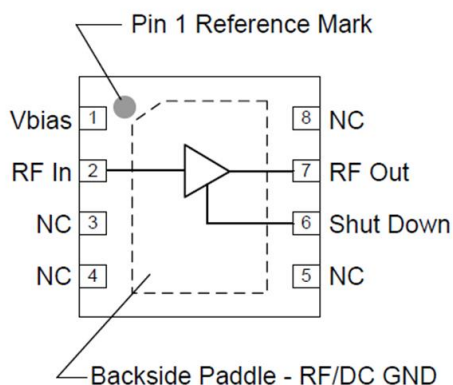 Pin 1 Reference Mark
Vbias 1
8 NC
RF In 2
7 RF Out
NC 3
6 Shut Down
NC 4
5 NC
Backside Paddle - RF/DC GND